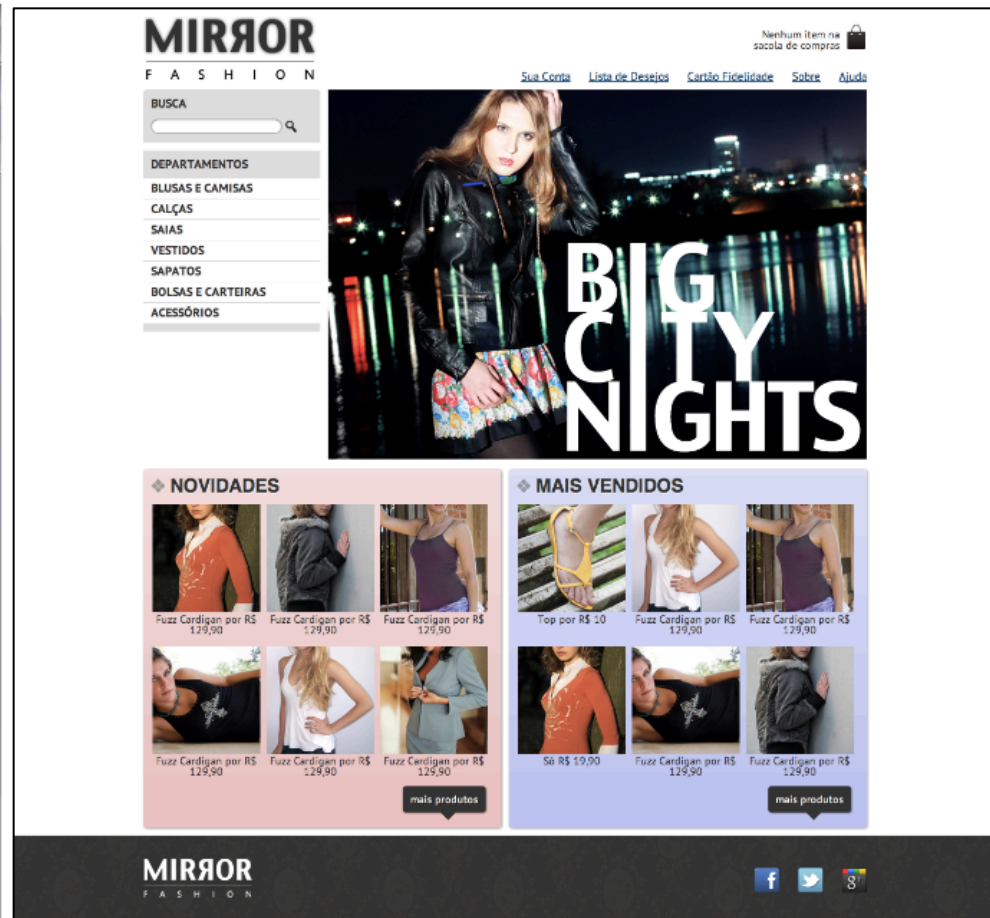 MIRЯOR
FASHION
Nenhum item na
sacola de compras
Sua Conta Lista de Desejos Cartão Fidelidade Sobre Ajuda
BUSCA
DEPARTAMENTOS
BLUSAS E CAMISAS
CALÇAS
SAIAS
VESTIDOS
SAPATOS
BOLSAS E CARTEIRAS
ACESSÓRIOS
BIG
CITY
NIGHTS
NOVIDADES
Fuzz Cardigan por R$
129,90
Fuzz Cardigan por R$
129,90
Fuzz Cardigan por R$
129,90
Fuzz Cardigan por R$
129,90
Fuzz Cardigan por R$
129,90
Fuzz Cardigan por R$
129,90
mais produtos
MAIS VENDIDOS
Top por R$ 10
Fuzz Cardigan por R$
129,90
Fuzz Cardigan por R$
129,90
Só R$ 19,90
Fuzz Cardigan por R$
129,90
Fuzz Cardigan por R$
129,90
mais produtos
MIRЯOR
FASHION
f
g+